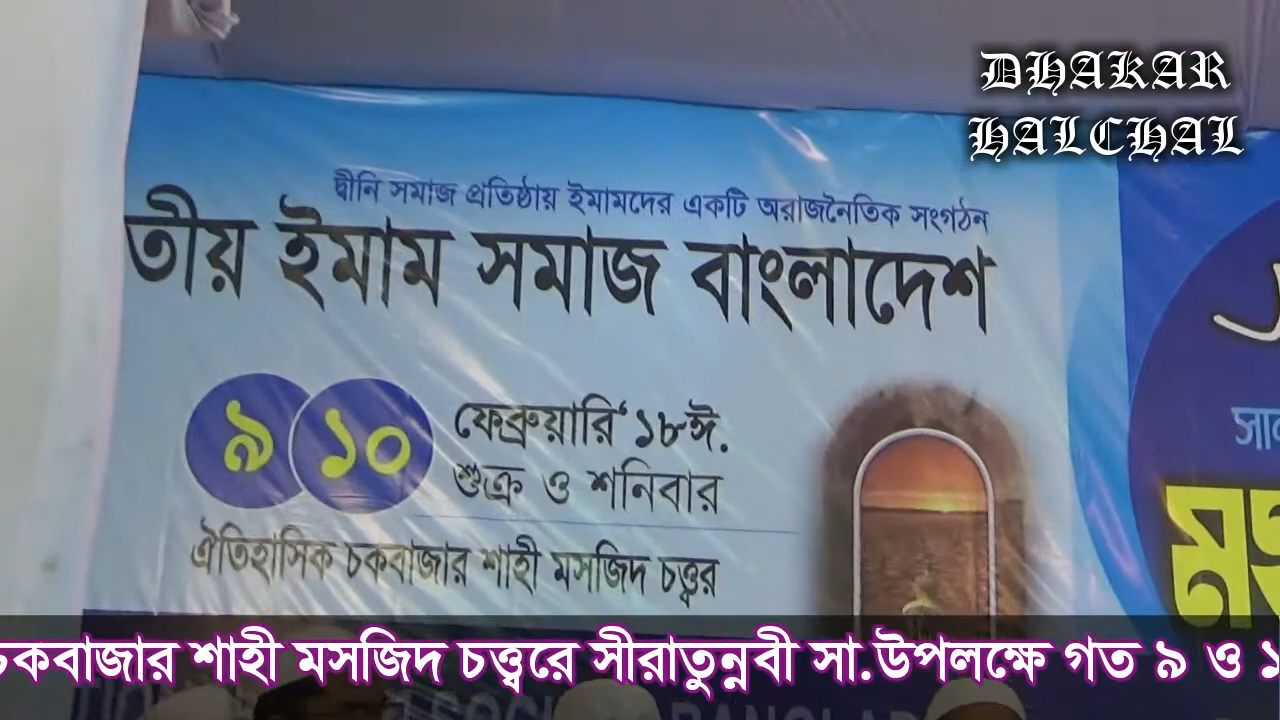 DHAKAR
HALCHAL
দ্বীনি সমাজ প্রতিষ্ঠায় ইমামদের একটি অরাজনৈতিক সংগঠন
তীয় ইমাম সমাজ বাংলাদেশ
৯ ১০ ফেব্রুয়ারি‘১৮ঈ.
শুক্র ও শনিবার
ঐতিহাসিক চকবাজার শাহী মসজিদ চত্ত্বর
চকবাজার শাহী মসজিদ চত্ত্বরে সীরাতুন্নবী সা.উপলক্ষে গত ৯ ও ১